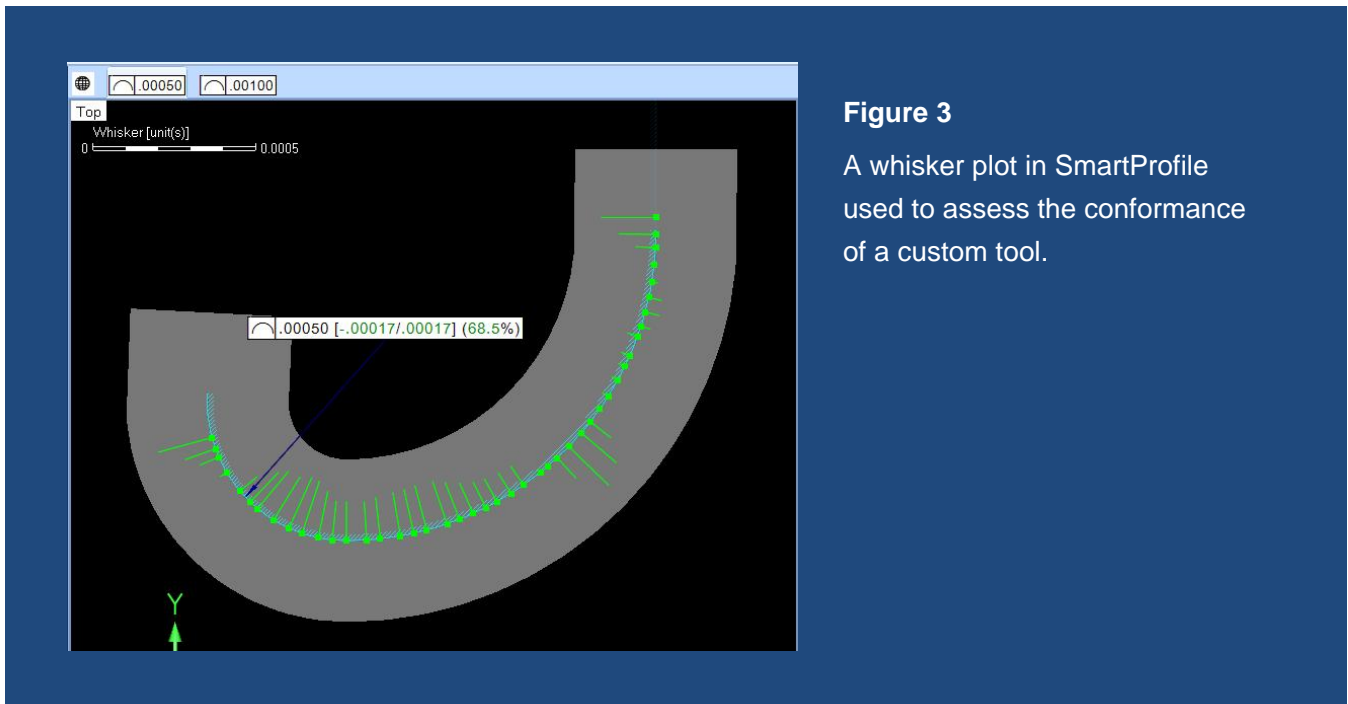 .00050 .00100
Top
Whisker [unit(s)]
0 0.0005
.00050 [-.00017/.00017] (68.5%)
Y
Figure 3
A whisker plot in SmartProfile
used to assess the conformance
of a custom tool.